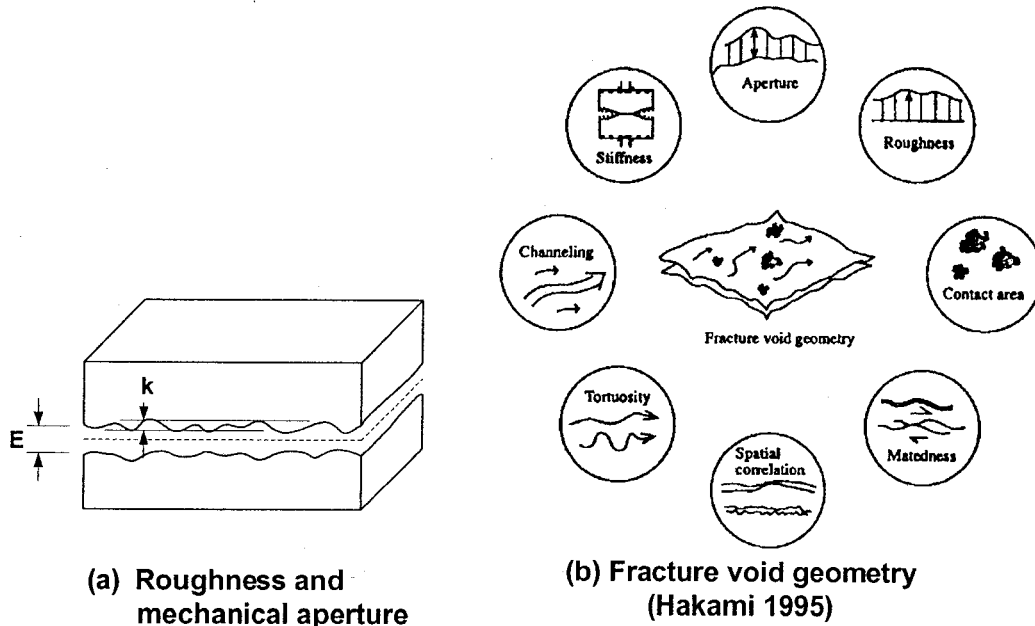 k
E
(a) Roughness and
mechanical aperture
Aperture
Roughness
Stiffness
Channeling
Contact area
Fracture void geometry
Tortuosity
Spatial
correlation
Matedness
(b) Fracture void geometry
(Hakami 1995)